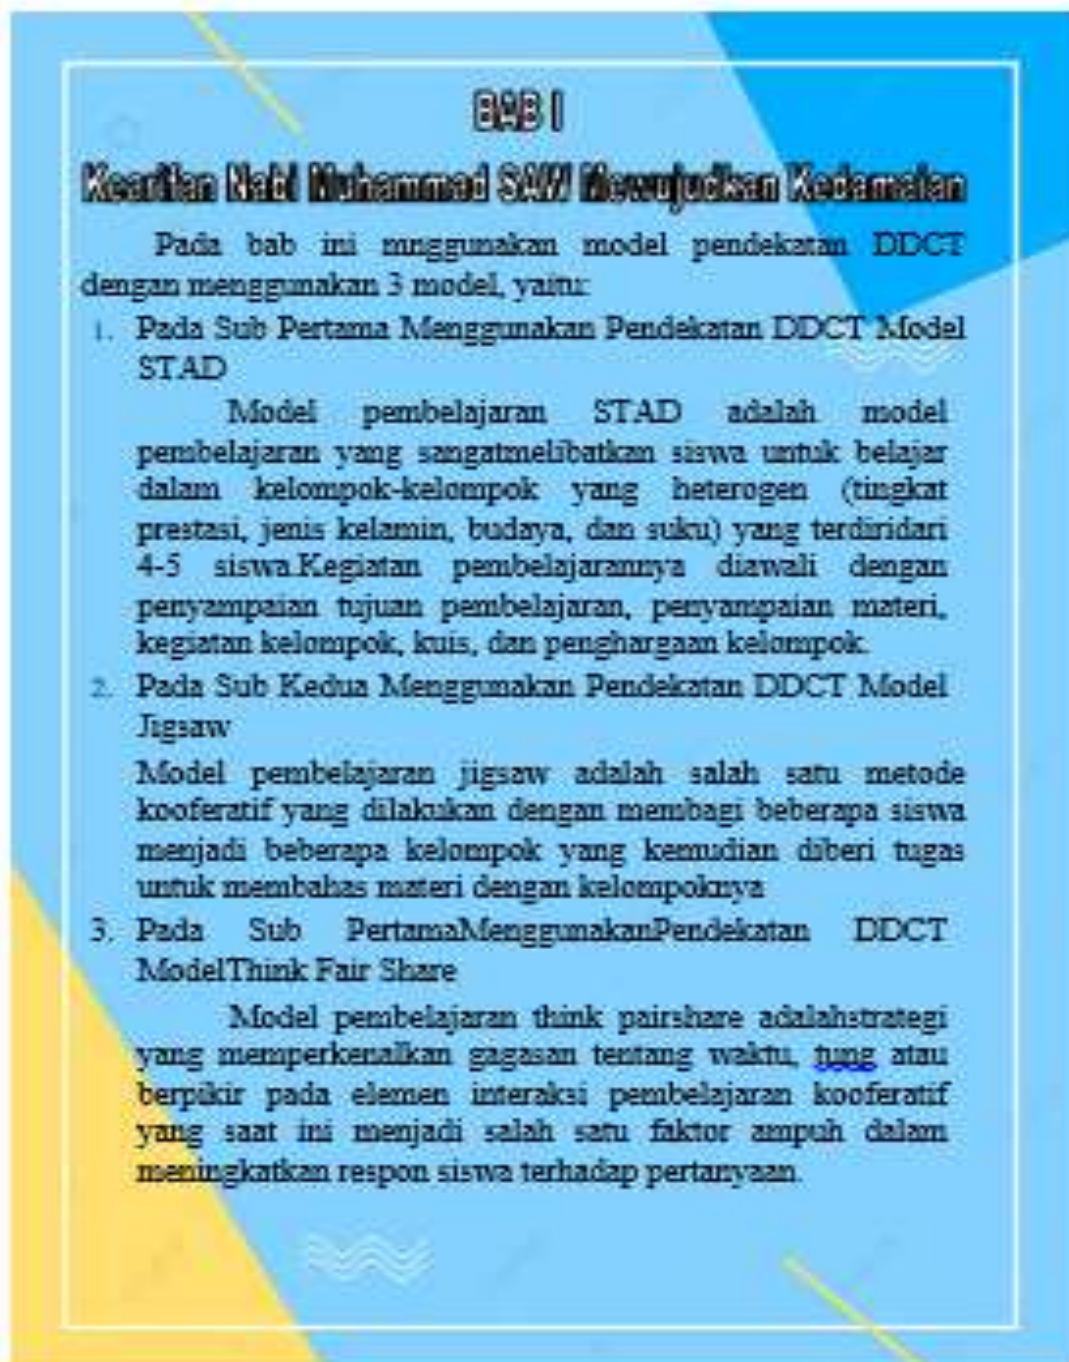 BAB I
Kearifan Nabi Muhammad SAW Mewujudkan Kedamaian
Pada bab ini mnggunakan model pendekatan DDCT
dengan menggunakan 3 model, yaitu:
1. Pada Sub Pertama Menggunakan Pendekatan DDCT Model
STAD
Model pembelajaran STAD adalah model
pembelajaran yang sangatmelibatkan siswa untuk belajar
dalam kelompok-kelompok yang heterogen (tingkat
prestasi, jenis kelamin, budaya, dan suku) yang terdiridari
4-5 siswa.Kegiatan pembelajarannya diawali dengan
penyampaian tujuan pembelajaran, penyampaian materi,
kegiatan kelompok, kuis, dan penghargaan kelompok.
2. Pada Sub Kedua Menggunakan Pendekatan DDCT Model
Jigsaw
Model pembelajaran jigsaw adalah salah satu metode
kooferatif yang dilakukan dengan membagi beberapa siswa
menjadi beberapa kelompok yang kemudian diberi tugas
untuk membahas materi dengan kelompoknya
3. Pada Sub PertamaMenggunakanPendekatan DDCT
ModelThink Fair Share
Model pembelajaran think pairshare adalahstrategi
yang memperkenalkan gagasan tentang waktu, tung atau
berpikir pada elemen interaksi pembelajaran kooferatif
yang saat ini menjadi salah satu faktor ampuh dalam
meningkatkan respon siswa terhadap pertanyaan.